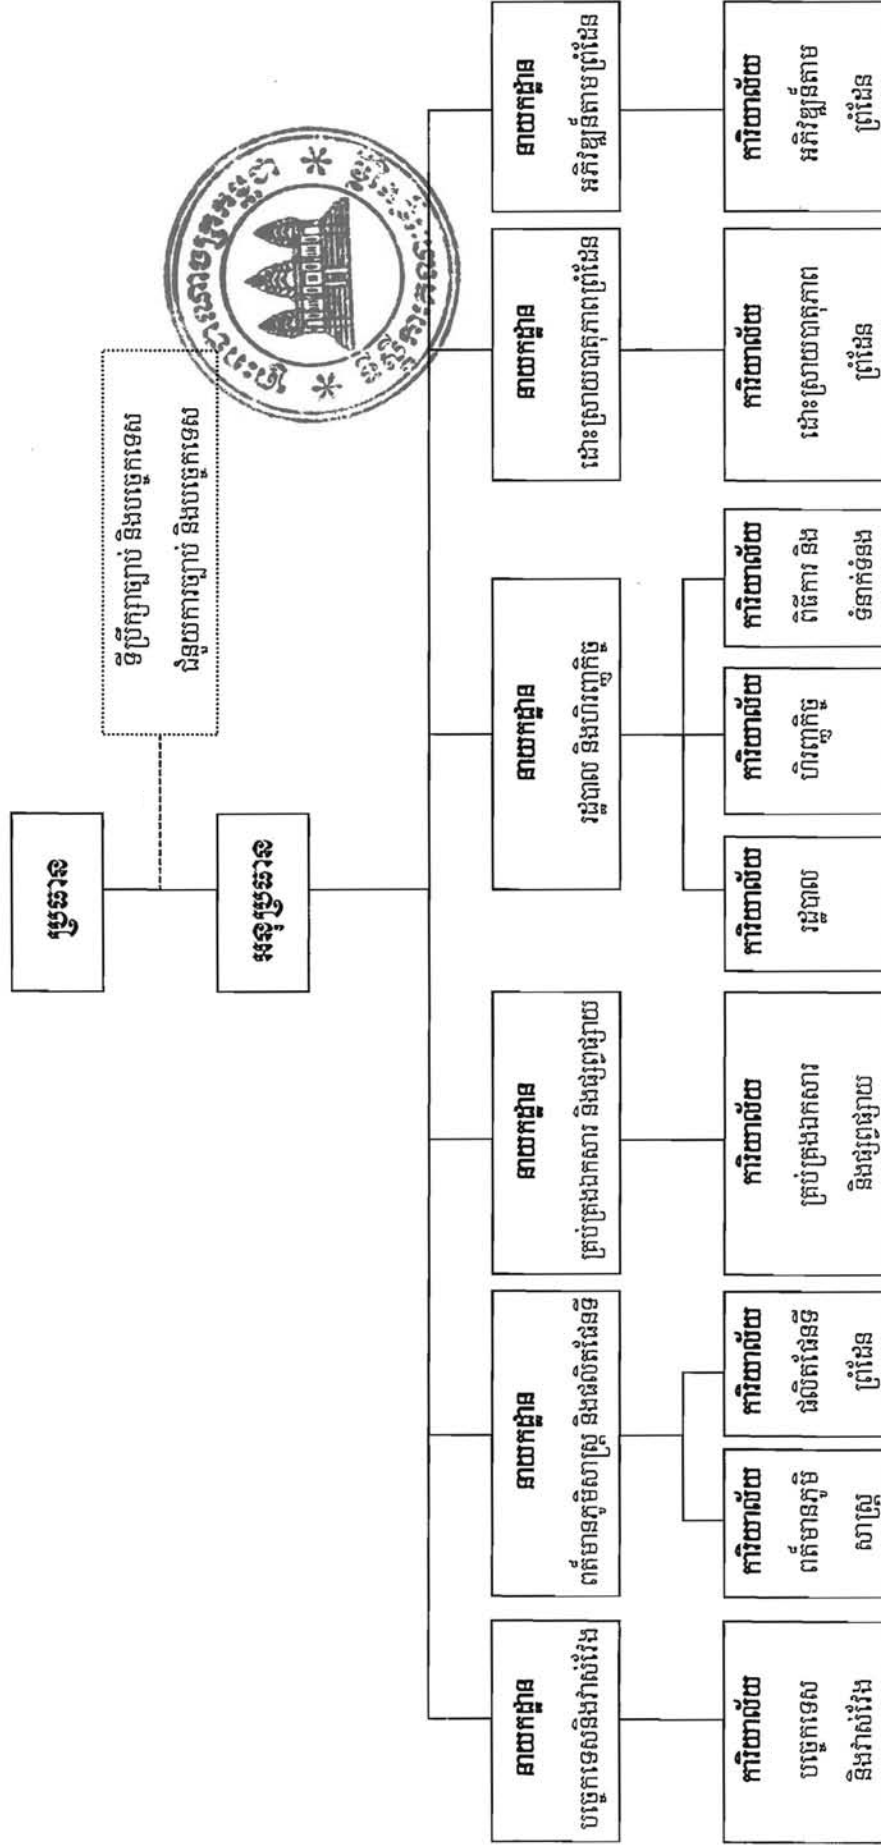 ប្រធាន
ទីប្រឹក្សាច្បាប់ និងបច្ចេកទេស
ជំនួយការច្បាប់ និងបច្ចេកទេស
អនុប្រធាន
នាយកដ្ឋាន
បច្ចេកទេសនិងវាស់វែង
នាយកដ្ឋាន
ព័ត៌មានភូមិសាស្ត្រ និងផលិតផែនទី
នាយកដ្ឋាន
គ្រប់គ្រងឯកសារ និងផ្សព្វផ្សាយ
នាយកដ្ឋាន
រដ្ឋបាល និងហិរញ្ញកិច្ច
នាយកដ្ឋាន
ដោះស្រាយបាតុភាពព្រំដែន
នាយកដ្ឋាន
អភិវឌ្ឍន៍តាមព្រំដែន
ការិយាល័យ
បច្ចេកទេស
និងវាស់វែង
ការិយាល័យ
ព័ត៌មានភូមិ
សាស្ត្រ
ការិយាល័យ
ផលិតផែនទី
ព្រំដែន
ការិយាល័យ
គ្រប់គ្រងឯកសារ
និងផ្សព្វផ្សាយ
ការិយាល័យ
រដ្ឋបាល
ការិយាល័យ
ហិរញ្ញកិច្ច
ការិយាល័យ
ពិធីការ និង
ទំនាក់ទំនង
ការិយាល័យ
ដោះស្រាយបាតុភាព
ព្រំដែន
ការិយាល័យ
អភិវឌ្ឍន៍តាម
ព្រំដែន